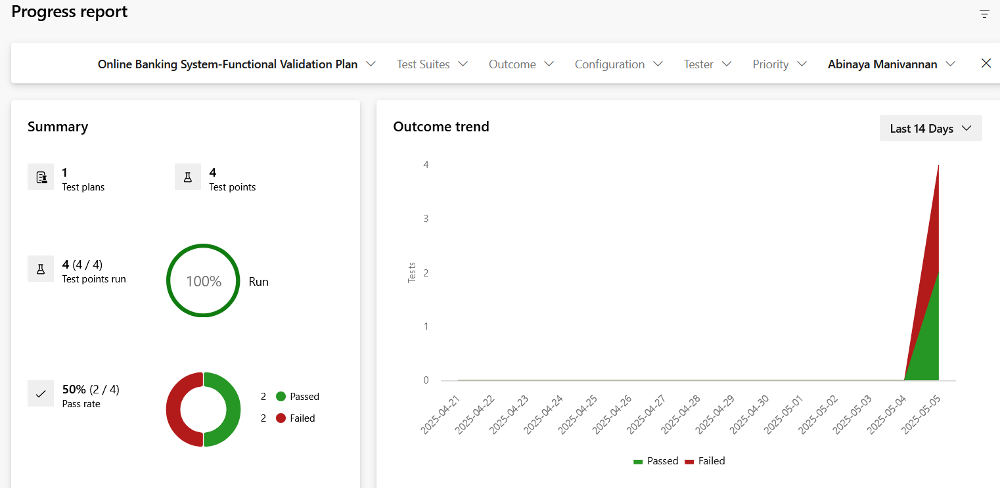 Progress report
Online Banking System-Functional Validation Plan Test Suites Outcome Configuration Tester Priority Abinaya Manivannan
Summary
1
Test plans
4
Test points
4 (4 / 4)
Test points run
100%
Run
50% (2 / 4)
Pass rate
2 Passed
2 Failed
Outcome trend
Last 14 Days
4
3
2
1
0
Tests
2025-04-21
2025-04-22
2025-04-23
2025-04-24
2025-04-25
2025-04-26
2025-04-27
2025-04-28
2025-04-29
2025-04-30
2025-05-01
2025-05-02
2025-05-03
2025-05-04
2025-05-05
Passed Failed